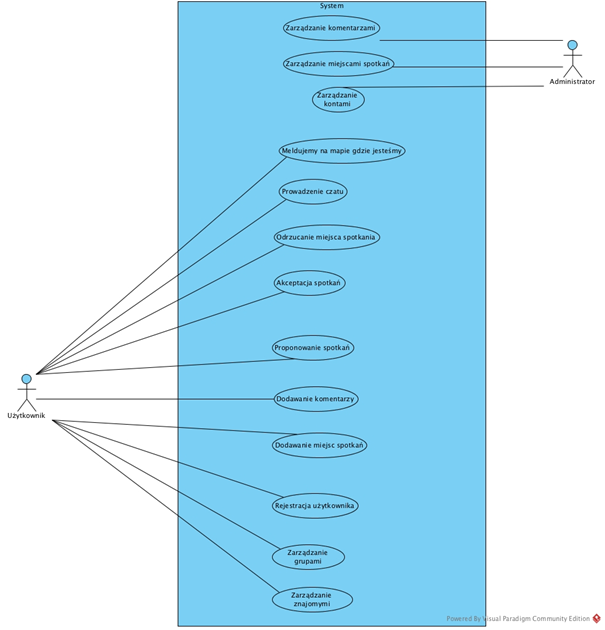 System
Zarządzanie komentarzami
Zarządzanie miejscami spotkań
Administrator
Zarządzanie
kontami
Meldujemy na mapie gdzie jesteśmy
Prowadzenie czatu
Odrzucanie miejsca spotkania
Akceptacja spotkań
Proponowanie spotkań
Dodawanie komentarzy
Użytkownik
Dodawanie miejsc spotkań
Rejestracja użytkownika
Zarządzanie
grupami
Zarządzanie
znajomymi
Powered By Visual Paradigm Community Edition